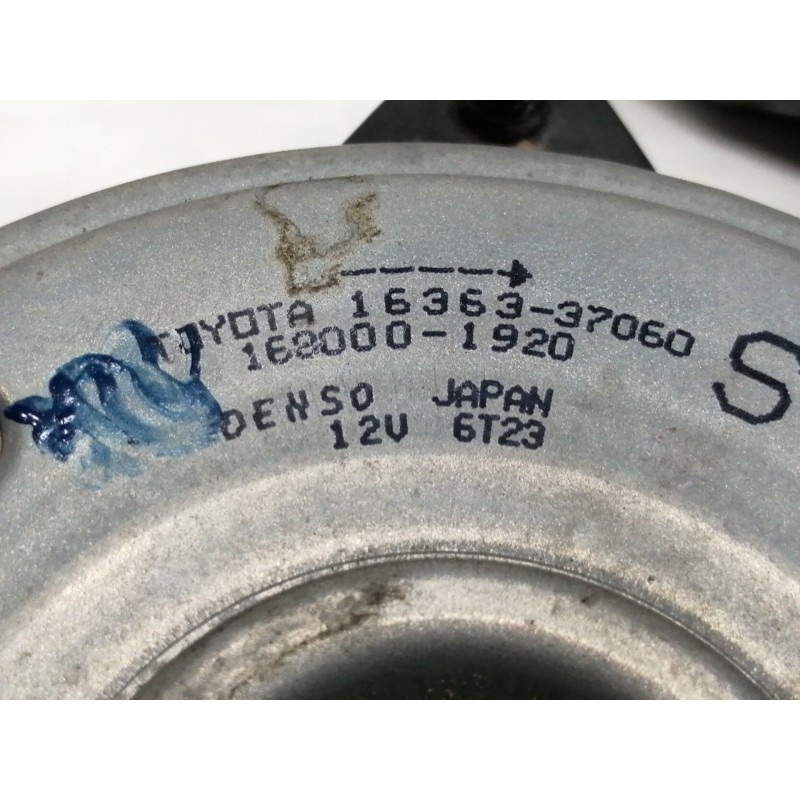 TOYOTA 16363-37060
168000-1920
DENSO JAPAN
12V 6T23
S